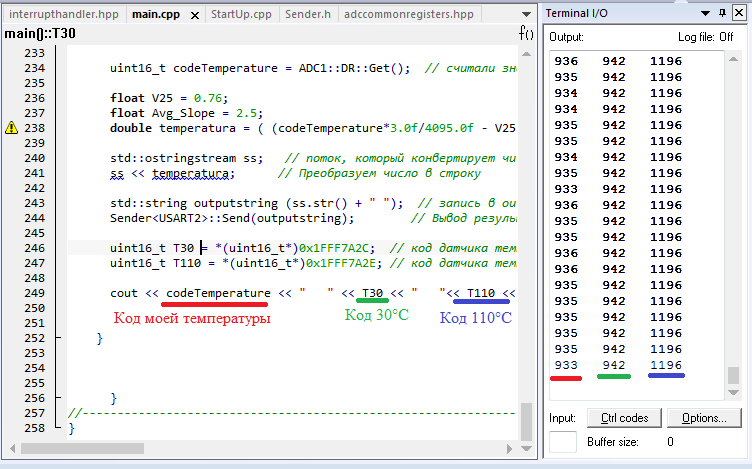 interrupthandler.hpp main.cpp StartUp.cpp Sender.h adccommonregisters.hpp
main()::T30 f()
233
234 uint16_t codeTemperature = ADC1::DR::Get(); // считали зна
235
236 float V25 = 0.76;
237 float Avg_Slope = 2.5;
238 double temperatura = ( (codeTemperature*3.0f/4095.0f - V25
239
240 std::ostringstream ss; // поток, который конвертирует чи
241 ss << temperatura; // Преобразуем число в строку
242
243 std::string outputstring (ss.str() + " "); // запись в ou
244 Sender<USART2>::Send(outputstring); // Вывод резуль
245
246 uint16_t T30 = *(uint16_t*)0x1FFF7A2C; // код датчика тем
247 uint16_t T110 = *(uint16_t*)0x1FFF7A2E; // код датчика тем
248
249 cout << codeTemperature << " " << T30 << " "<< T110 <<
250 Код моей температуры Код 30°С Код 110°С
251
252 }
253
254
255
256 }
257 //
258 }
Terminal I/O
Output: Log file: Off
936 942 1196
935 942 1196
934 942 1196
934 942 1196
935 942 1196
935 942 1196
934 942 1196
935 942 1196
933 942 1196
936 942 1196
935 942 1196
935 942 1196
936 942 1196
936 942 1196
935 942 1196
935 942 1196
935 942 1196
935 942 1196
935 942 1196
933 942 1196
Input: Ctrl codes Options...
Buffer size: 0